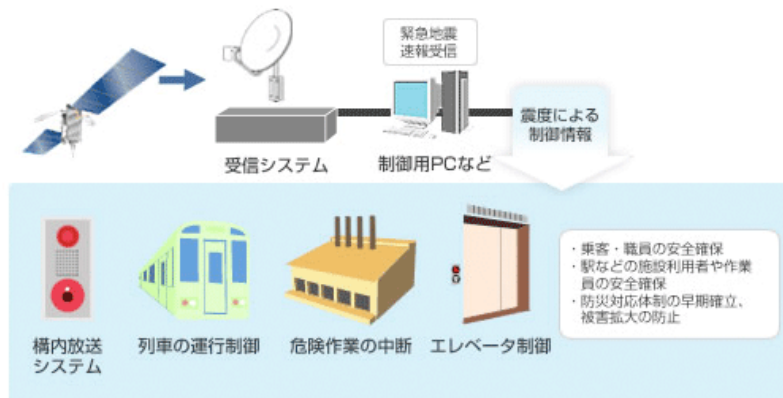 緊急地震
速報受信
震度による
制御情報
受信システム
制御用PCなど
・乗客・職員の安全確保
・駅などの施設利用者や作業
員の安全確保
・防災対応体制の早期確立、
被害拡大の防止
構内放送
システム
列車の運行制御
危険作業の中断
エレベータ制御